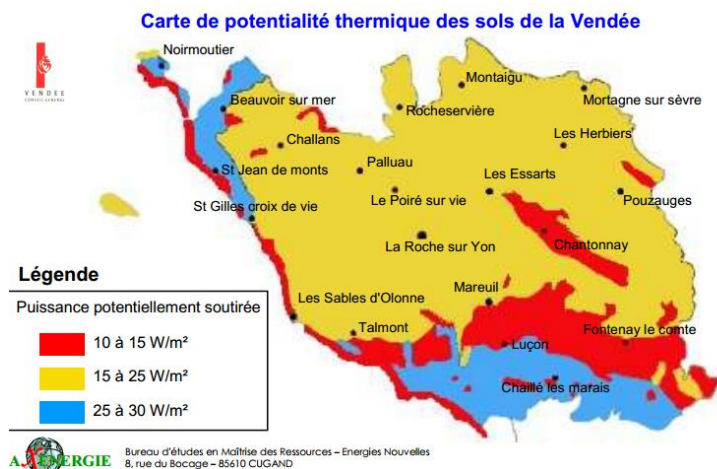 Carte de potentialité thermique des sols de la Vendée
VENDÉE
CONSEIL GENERAL
Noirmoutier
Montaigu
Beauvoir sur mer
Rocheservière
Mortagne sur sèvre
Challans
Les Herbiers
St Jean de monts
Palluau
Les Essarts
Le Poiré sur vie
Pouzauges
St Gilles croix de vie
La Roche sur Yon
Chantonnay
Légende
Mareuil
Puissance potentiellement soutirée
Les Sables d'Olonne
Talmont
Luçon
Fontenay le comte
10 à 15 W/m²
15 à 25 W/m²
Chaillé les marais
25 à 30 W/m²
AXENERGIE
Bureau d'études en Maîtrise des Ressources – Energies Nouvelles
8, rue du Bocage – 85610 CUGAND